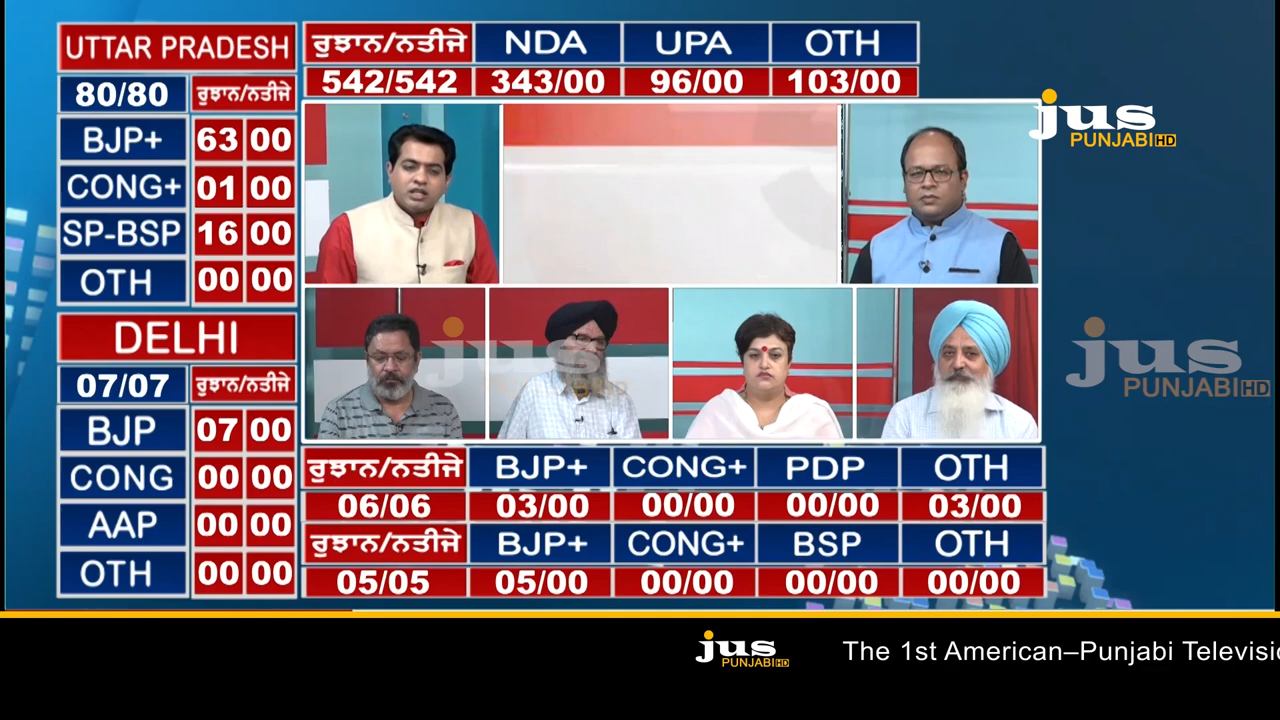 UTTAR PRADESH
80/80 ਰੁਝਾਨ/ਨਤੀਜੇ
BJP+ 63 00
CONG+ 01 00
SP-BSP 16 00
OTH 00 00
DELHI
07/07 ਰੁਝਾਨ/ਨਤੀਜੇ
BJP 07 00
CONG 00 00
AAP 00 00
OTH 00 00
ਰੁਝਾਨ/ਨਤੀਜੇ NDA UPA OTH
542/542 343/00 96/00 103/00
jus
PUNJABI HD
jus
PUNJABI HD
jus
PUNJABI HD
ਰੁਝਾਨ/ਨਤੀਜੇ BJP+ CONG+ PDP OTH
06/06 03/00 00/00 00/00 03/00
ਰੁਝਾਨ/ਨਤੀਜੇ BJP+ CONG+ BSP OTH
05/05 05/00 00/00 00/00 00/00
jus
PUNJABI HD
The 1st American–Punjabi Televisio